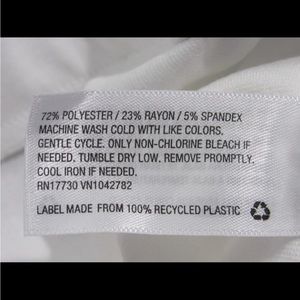 72% POLYESTER / 23% RAYON / 5% SPANDEX
MACHINE WASH COLD WITH LIKE COLORS.
GENTLE CYCLE. ONLY NON-CHLORINE BLEACH IF
NEEDED. TUMBLE DRY LOW. REMOVE PROMPTLY.
COOL IRON IF NEEDED.
RN17730 VN1042782
LABEL MADE FROM 100% RECYCLED PLASTIC